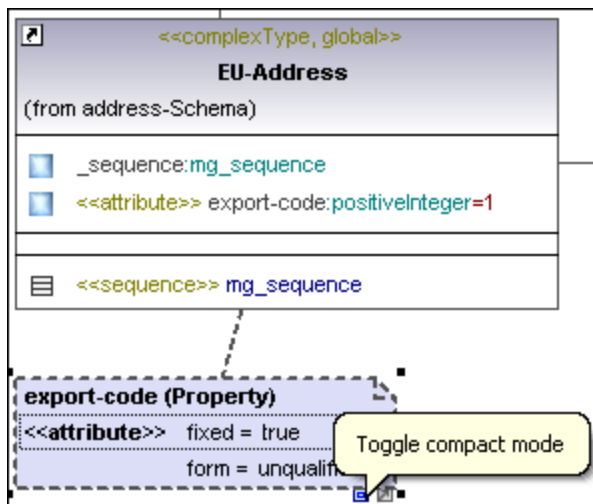 <<complexType, global>>
EU-Address
(from address-Schema)
_sequence:mg_sequence
<<attribute>> export-code:positiveInteger=1
<<sequence>> mg_sequence
export-code (Property)
<<attribute>> fixed = true
form =
Toggle compact mode